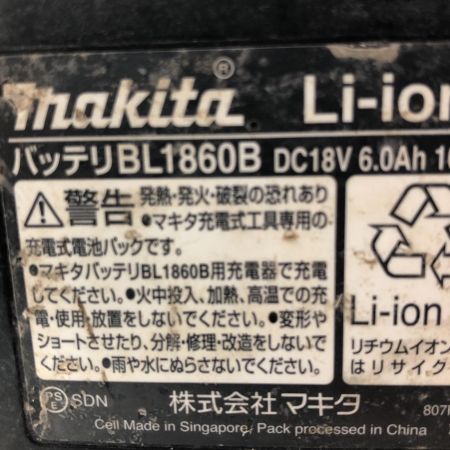 makita® Li-ion
バッテリBL1860B DC18V 6.0Ah
警告 発熱・発火・破裂の恐れあり
●マキタ充電式工具専用の
充電式電池パックです。
●マキタバッテリBL1860B用充電器で充電
してください。●火中投入、加熱、高温での充
電・使用・放置をしないでください。●変形や
ショートさせたり、分解・修理・改造をしないで
ください。●雨や水にぬらさないでください。
Li-ion
リチウムイオン
はリサイク
PSE SDN 株式会社マキタ 807
Cell Made in Singapore, Pack processed in China